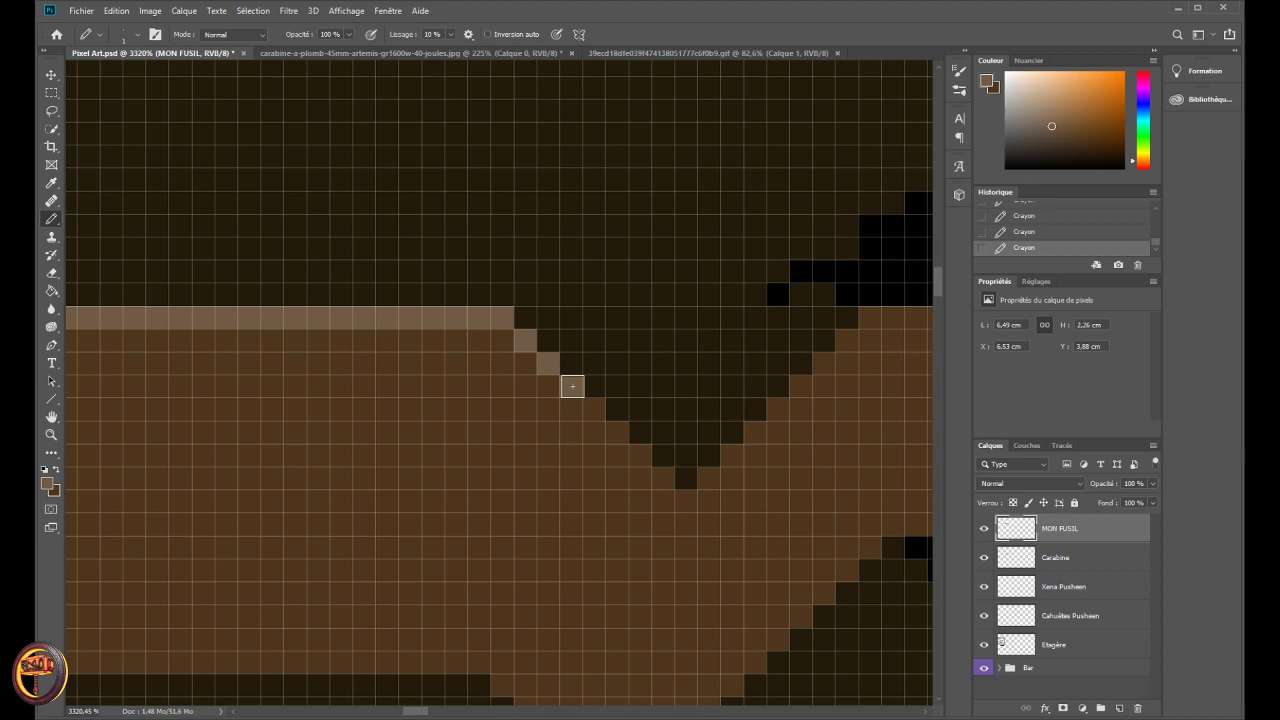 Ps Fichier Edition Image Calque Texte Sélection Filtre 3D Affichage Fenêtre Aide
1 Mode : Normal Opacité : 100 % Lissage : 10 % Inversion auto
Pixel Art.psd @ 3320% (MON FUSIL, RVB/8) * × carabine-a-plomb-45mm-artemis-gr1600w-40-joules.jpg @ 225% (Calque 0, RVB/8) * × 39ecd18dfe039f474138051777c6f0b9.gif @ 82,6% (Calque 1, RVB/8) ×
Couleur Nuancier
Formation
Bibliothèqu...
Historique
Crayon
Crayon
Crayon
Propriétés Réglages
Propriétés du calque de pixels
L : 6,49 cm H : 2,26 cm
X : 6,53 cm Y : 3,88 cm
Calques Couches Tracés
Type
Normal Opacité : 100 %
Verrou : Fond : 100 %
MON FUSIL
Carabine
Xena Pusheen
Cahuètes Pusheen
Etagère
Bar
3320,45 % Doc : 1,48 Mo/51,6 Mo